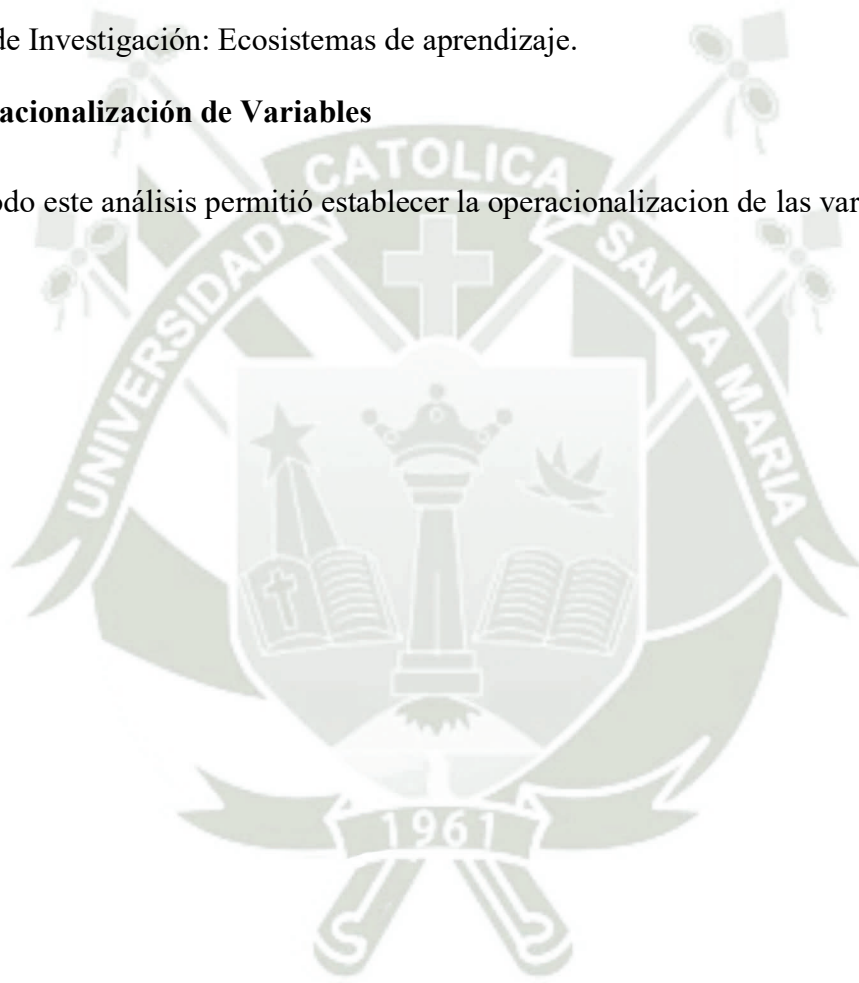 de Investigación: Ecosistemas de aprendizaje.
acionalización de Variables
odo este análisis permitió establecer la operacionalizacion de las var
CATOLICA
UNIVERSIDAD
SANTA MARIA
1961